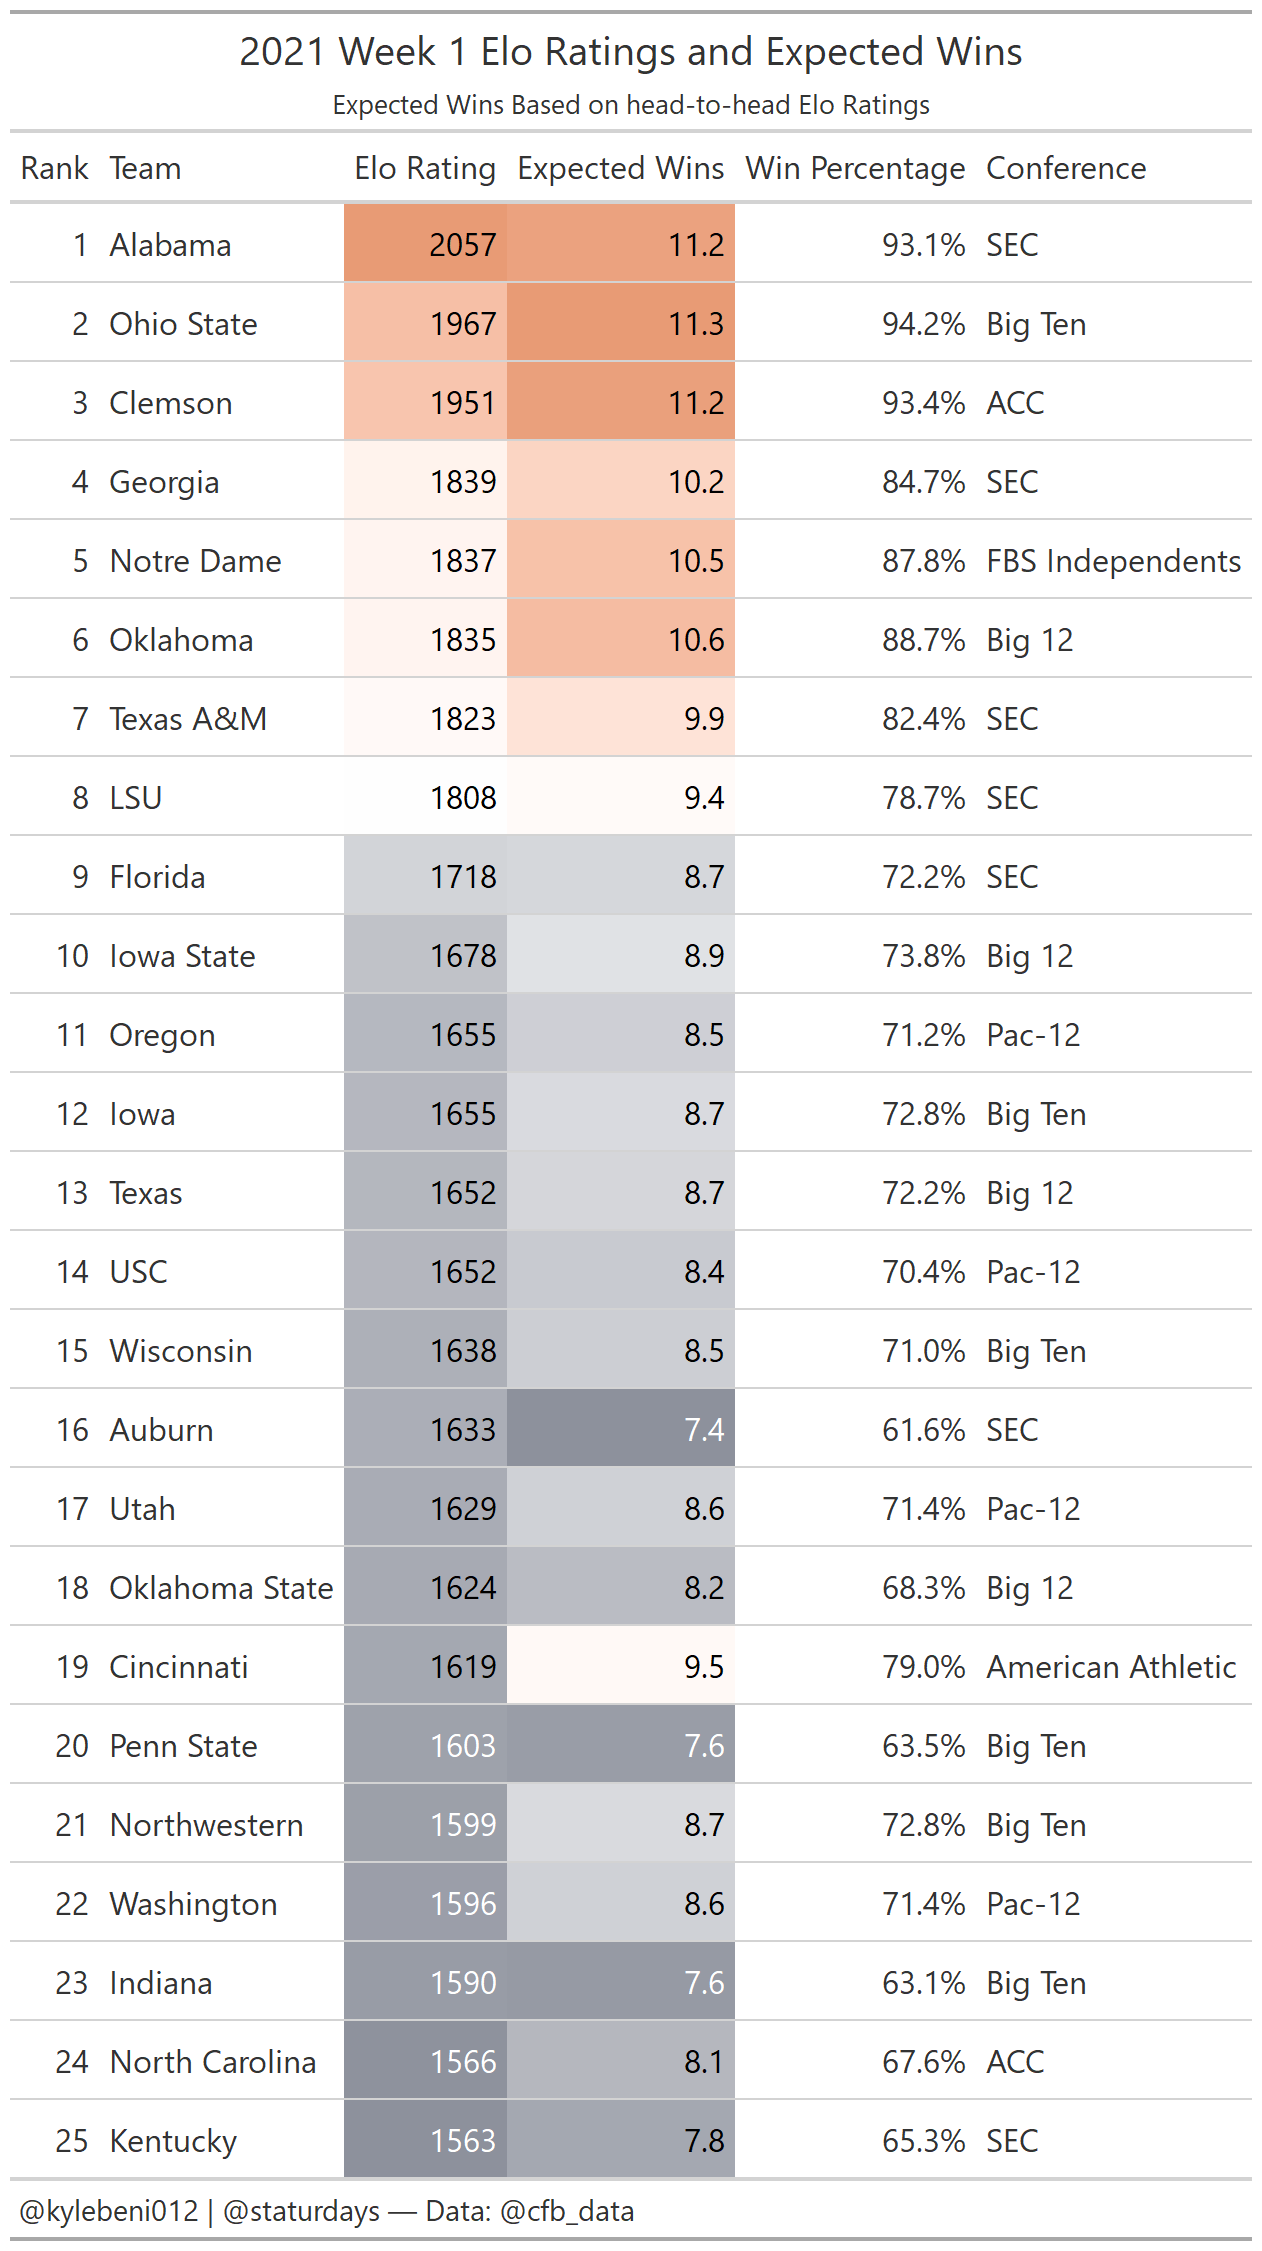 2021 Week 1 Elo Ratings and Expected Wins
Expected Wins Based on head-to-head Elo Ratings
Rank Team Elo Rating Expected Wins Win Percentage Conference
1 Alabama 2057 11.2 93.1% SEC
2 Ohio State 1967 11.3 94.2% Big Ten
3 Clemson 1951 11.2 93.4% ACC
4 Georgia 1839 10.2 84.7% SEC
5 Notre Dame 1837 10.5 87.8% FBS Independents
6 Oklahoma 1835 10.6 88.7% Big 12
7 Texas A&M 1823 9.9 82.4% SEC
8 LSU 1808 9.4 78.7% SEC
9 Florida 1718 8.7 72.2% SEC
10 Iowa State 1678 8.9 73.8% Big 12
11 Oregon 1655 8.5 71.2% Pac-12
12 Iowa 1655 8.7 72.8% Big Ten
13 Texas 1652 8.7 72.2% Big 12
14 USC 1652 8.4 70.4% Pac-12
15 Wisconsin 1638 8.5 71.0% Big Ten
16 Auburn 1633 7.4 61.6% SEC
17 Utah 1629 8.6 71.4% Pac-12
18 Oklahoma State 1624 8.2 68.3% Big 12
19 Cincinnati 1619 9.5 79.0% American Athletic
20 Penn State 1603 7.6 63.5% Big Ten
21 Northwestern 1599 8.7 72.8% Big Ten
22 Washington 1596 8.6 71.4% Pac-12
23 Indiana 1590 7.6 63.1% Big Ten
24 North Carolina 1566 8.1 67.6% ACC
25 Kentucky 1563 7.8 65.3% SEC
@kylebeni012 | @staturdays — Data: @cfb_data